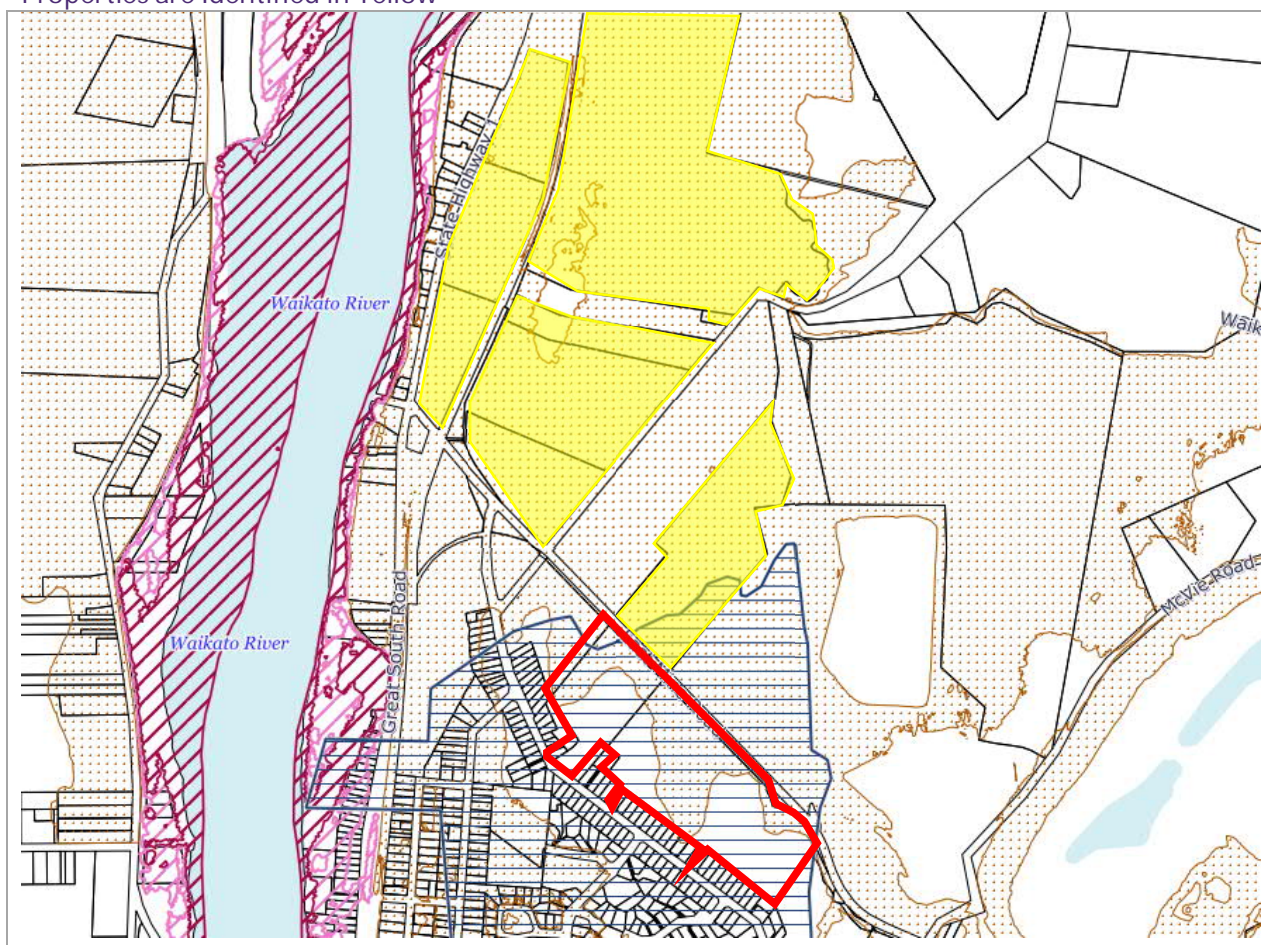 Properties are identified in Yellow
State Highway 1
Waikato River
Waik
McVie Road
Waikato River
Great South Road